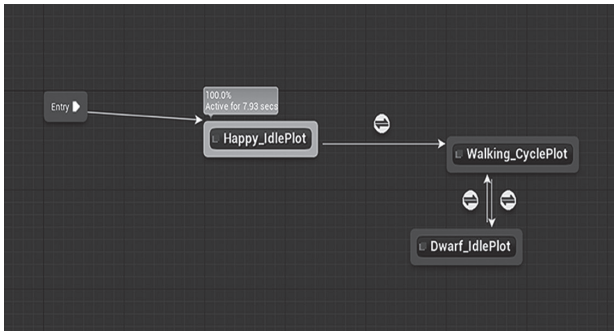 Entry
100.0%
Active for 7.93 secs
Happy_IdlePlot
Walking_CyclePlot
Dwarf_IdlePlot